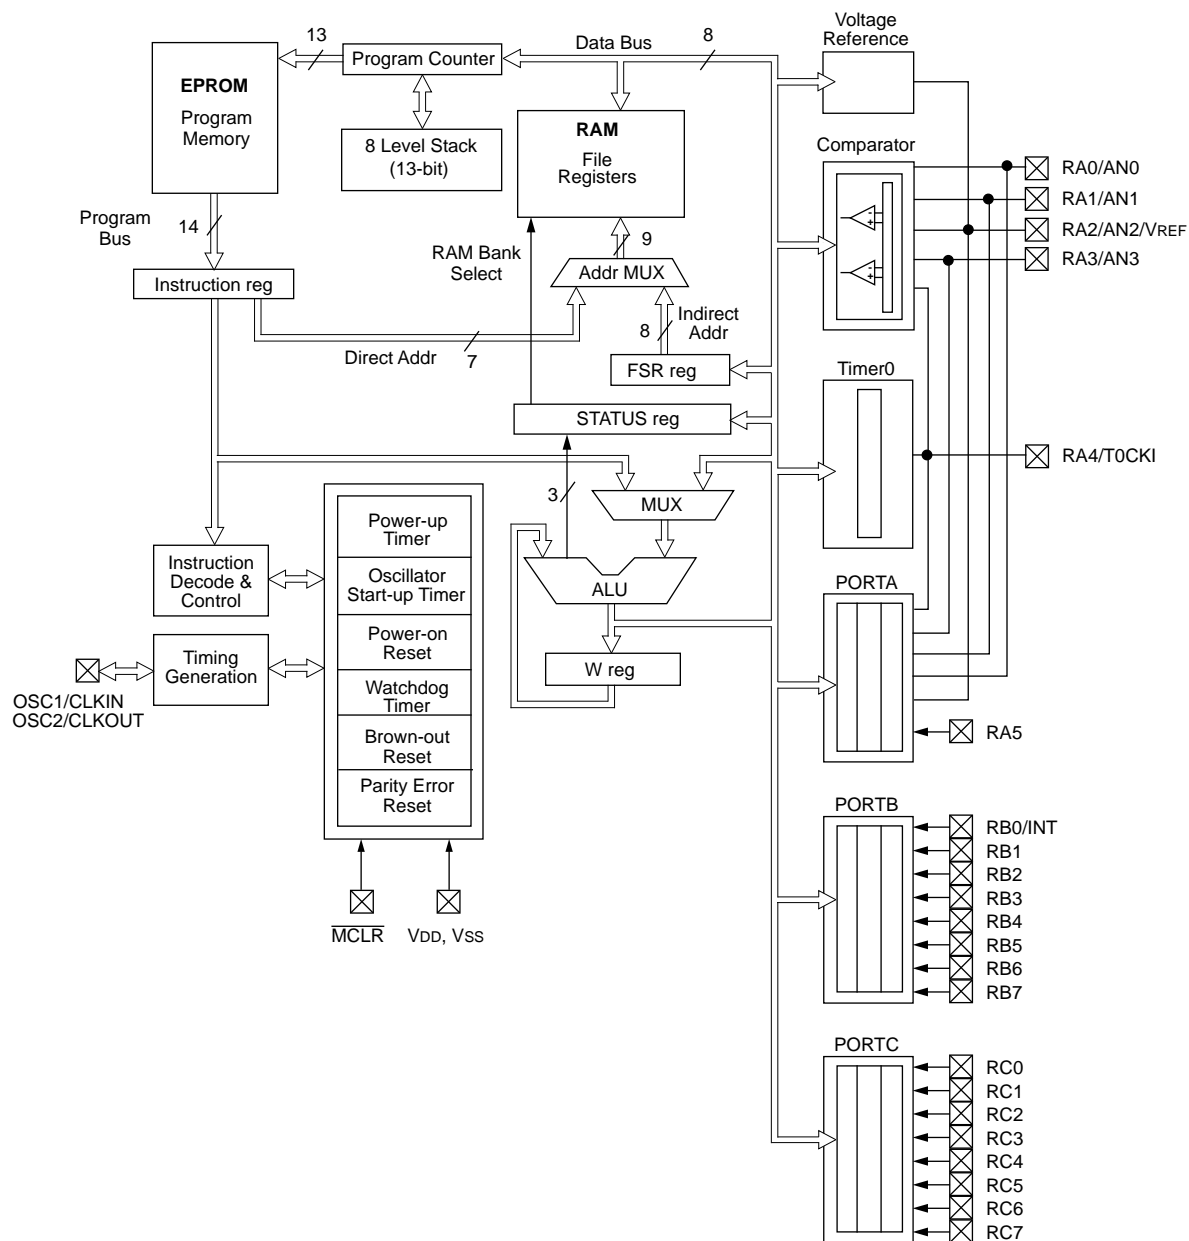 Voltage
Reference
13
Data Bus
8
Program Counter
EPROM
Program
Memory
8 Level Stack
(13-bit)
RAM
File
Registers
Comparator
- +
- +
RA0/AN0
RA1/AN1
RA2/AN2/VREF
RA3/AN3
Program
Bus
14
RAM Bank
Select
9
Addr MUX
Instruction reg
Direct Addr
7
8
Indirect
Addr
FSR reg
STATUS reg
Timer0
RA4/T0CKI
3
MUX
ALU
W reg
Power-up
Timer
Oscillator
Start-up Timer
Power-on
Reset
Watchdog
Timer
Brown-out
Reset
Parity Error
Reset
Instruction
Decode &
Control
Timing
Generation
OSC1/CLKIN
OSC2/CLKOUT
MCLR
VDD, VSS
PORTA
RA5
PORTB
RB0/INT
RB1
RB2
RB3
RB4
RB5
RB6
RB7
PORTC
RC0
RC1
RC2
RC3
RC4
RC5
RC6
RC7